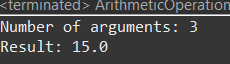 <terminated> ArithmeticOperation
Number of arguments: 3
Result: 15.0